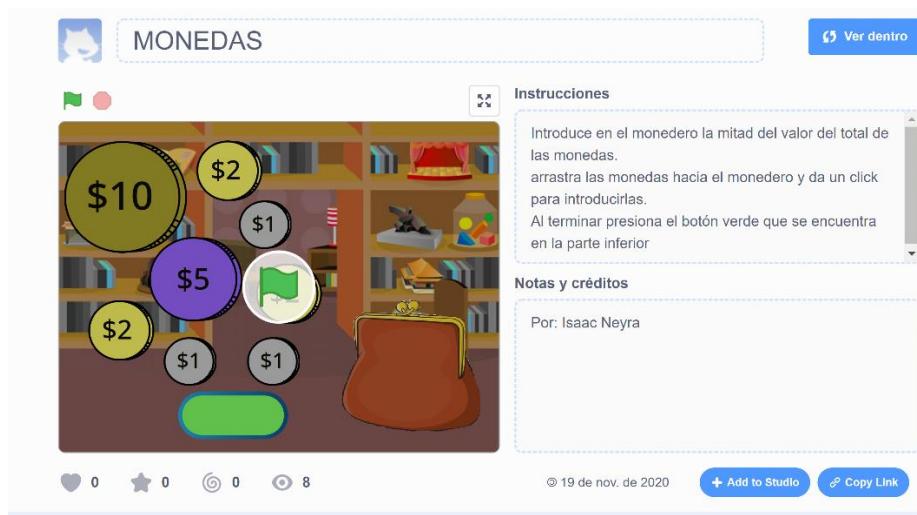 MONEDAS
Ver dentro
Instrucciones
Introduce en el monedero la mitad del valor del total de
las monedas.
arrastra las monedas hacia el monedero y da un click
para introducirlas.
Al terminar presiona el botón verde que se encuentra
en la parte inferior
$10
$2
$1
$5
$2
$1
$1
Notas y créditos
Por: Isaac Neyra
0
0
0
8
© 19 de nov. de 2020
Add to Studio
Copy Link